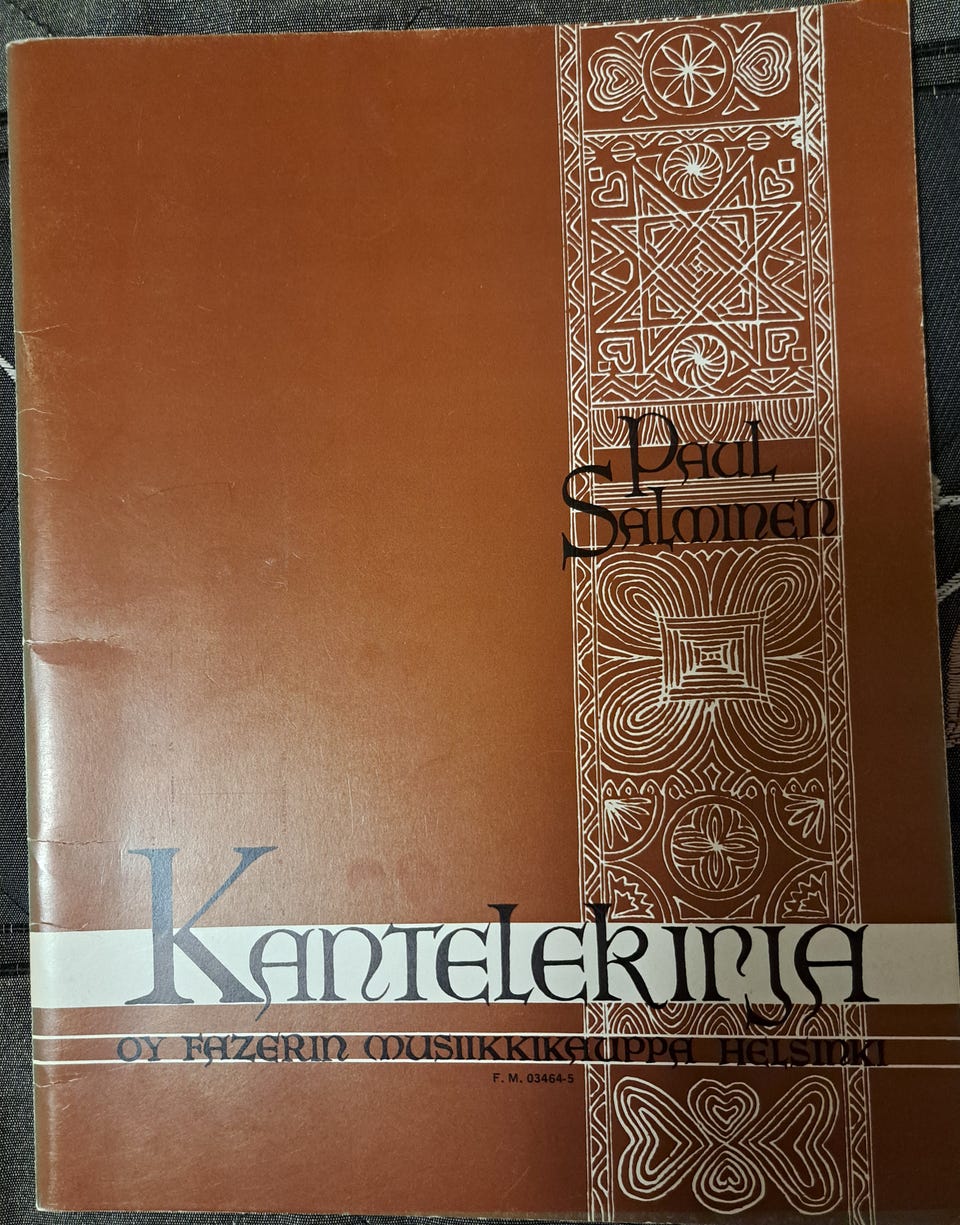 Paul
Salminen
Kantelekirja
OY FAZERIN MUSIIKKIKAUPPA HELSINKI
F. M. 03464-5